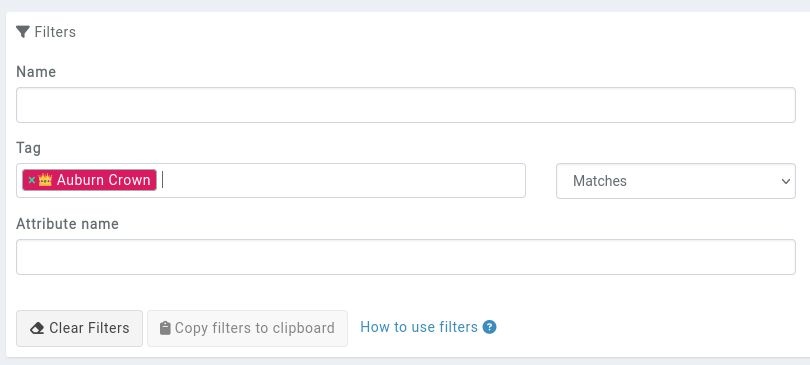 Filters
Name
Tag
× Auburn Crown
Matches
Attribute name
Clear Filters
Copy filters to clipboard
How to use filters ?